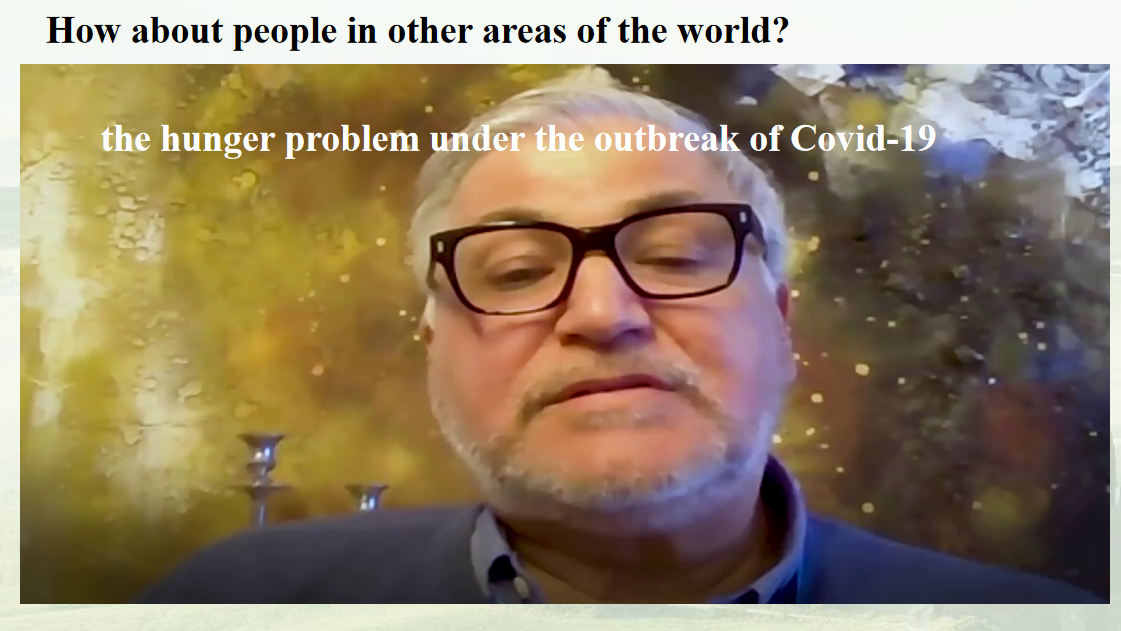 How about people in other areas of the world?
the hunger problem under the outbreak of Covid-19